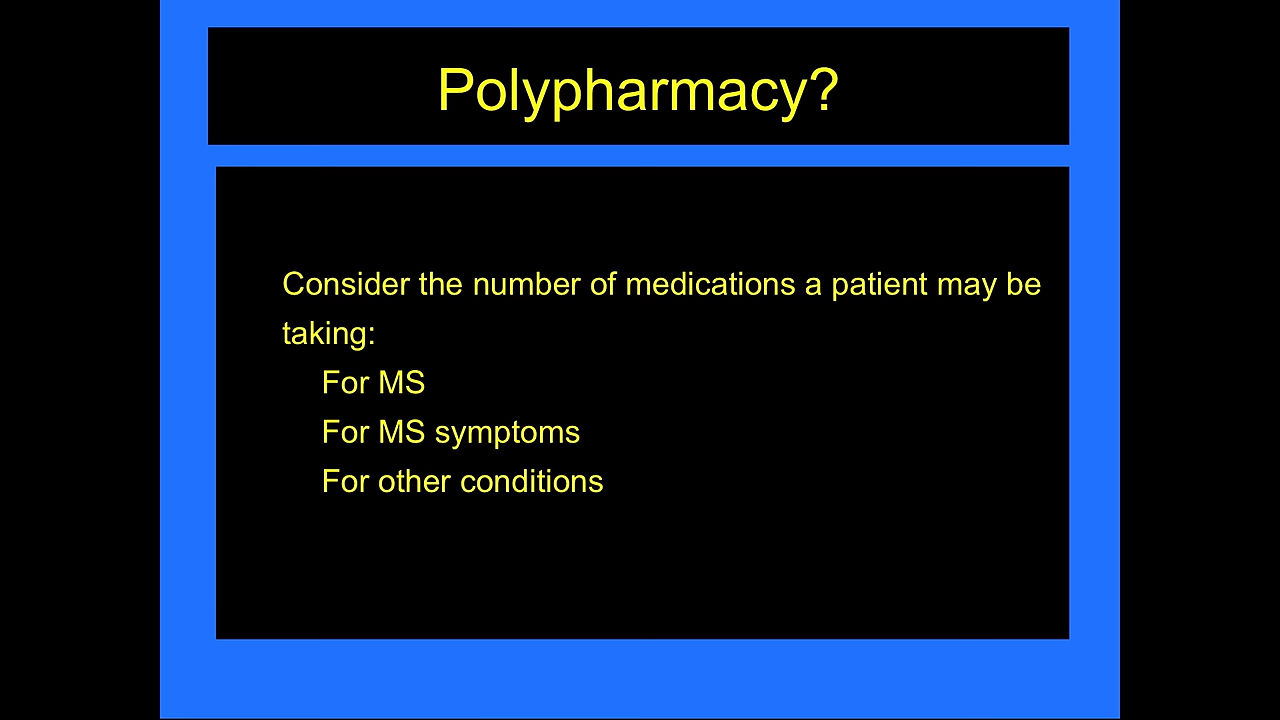 Polypharmacy?
Consider the number of medications a patient may be
taking:
For MS
For MS symptoms
For other conditions